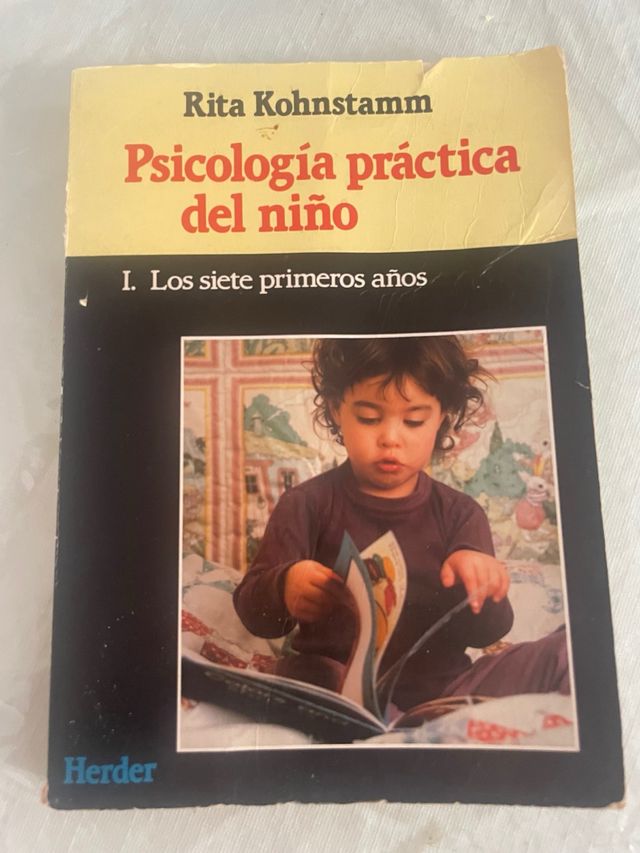 Rita Kohnstamm
Psicología práctica
del niño
I. Los siete primeros años
Herder